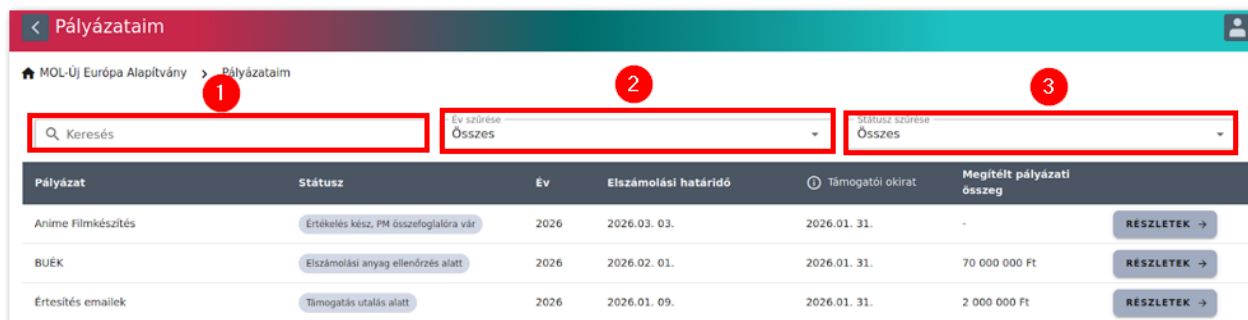 Pályázataim
MOL-Új Európa Alapítvány > Pályázataim
1
2
3
Keresés
Év szűrése
Összes
Státusz szűrése
Összes
Pályázat Státusz Év Elszámolási határidő Támogatói okirat Megítélt pályázati összeg
Anime Filmkészítés Értékelés kész, PM összefoglalóra vár 2026 2026.03. 03. 2026.01. 31. - RÉSZLETEK →
BUÉK Elszámolási anyag ellenőrzés alatt 2026 2026.02. 01. 2026.01. 31. 70 000 000 Ft RÉSZLETEK →
Értesítés emailek Támogatás utalás alatt 2026 2026.01. 09. 2026.01. 31. 2 000 000 Ft RÉSZLETEK →